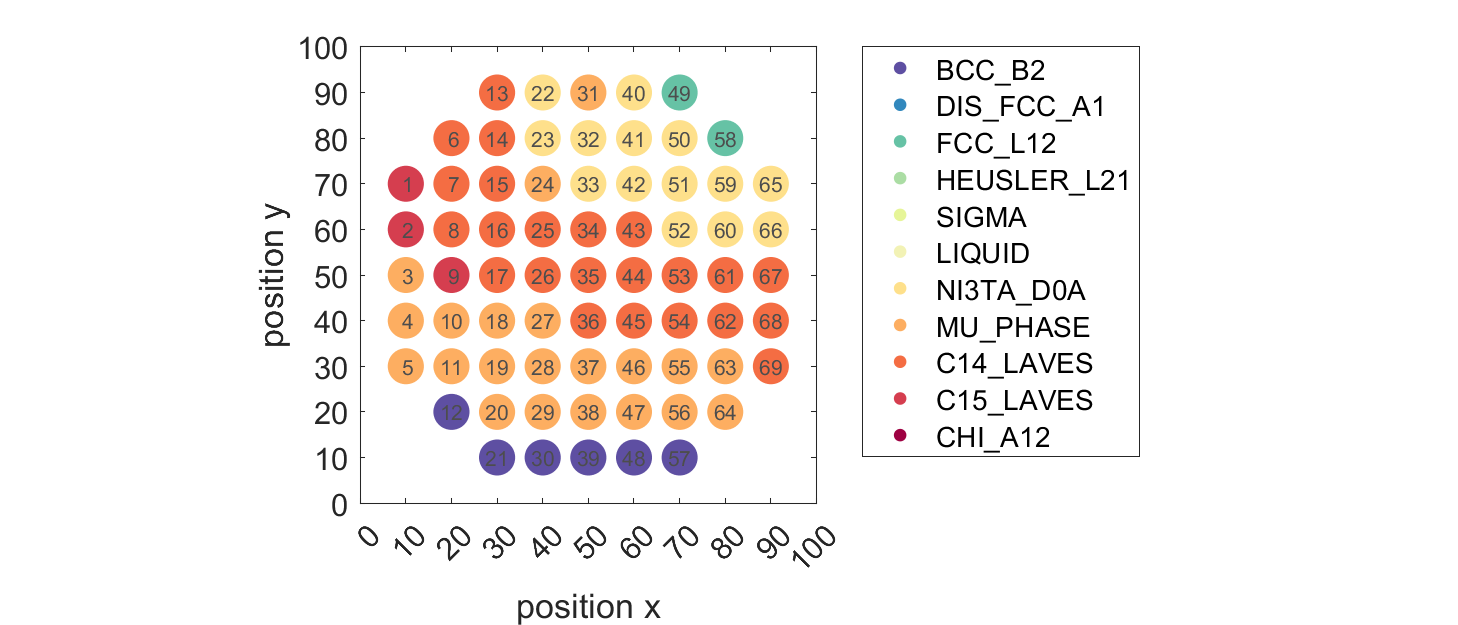 100
90
80
70
60
50
40
30
20
10
0
position y
13 22 31 40 49
6 14 23 32 41 50 58
1 7 15 24 33 42 51 59 65
2 8 16 25 34 43 52 60 66
3 9 17 26 35 44 53 61 67
4 10 18 27 36 45 54 62 68
5 11 19 28 37 46 55 63 69
12 20 29 38 47 56 64
21 30 39 48 57
0 10 20 30 40 50 60 70 80 90 100
position x
BCC_B2
DIS_FCC_A1
FCC_L12
HEUSLER_L21
SIGMA
LIQUID
NI3TA_D0A
MU_PHASE
C14_LAVES
C15_LAVES
CHI_A12